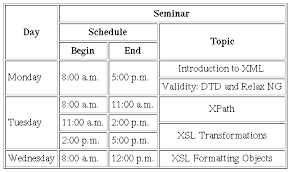 Day
Seminar
Schedule
Topic
Begin
End
Monday
8:00 a.m.
5:00 p.m.
Introduction to XML
Validity: DTD and Relax NG
Tuesday
8:00 a.m.
11:00 a.m.
XPath
11:00 a.m.
2:00 p.m.
2:00 p.m.
5:00 p.m.
XSL Transformations
Wednesday
8:00 a.m.
12:00 p.m.
XSL Formatting Objects